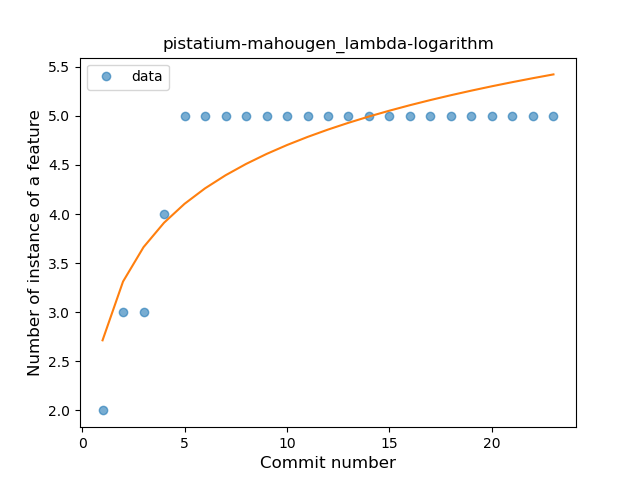 pistatium-mahougen_lambda-logarithm
data
Number of instance of a feature
5.5
5.0
4.5
4.0
3.5
3.0
2.5
2.0
0 5 10 15 20
Commit number